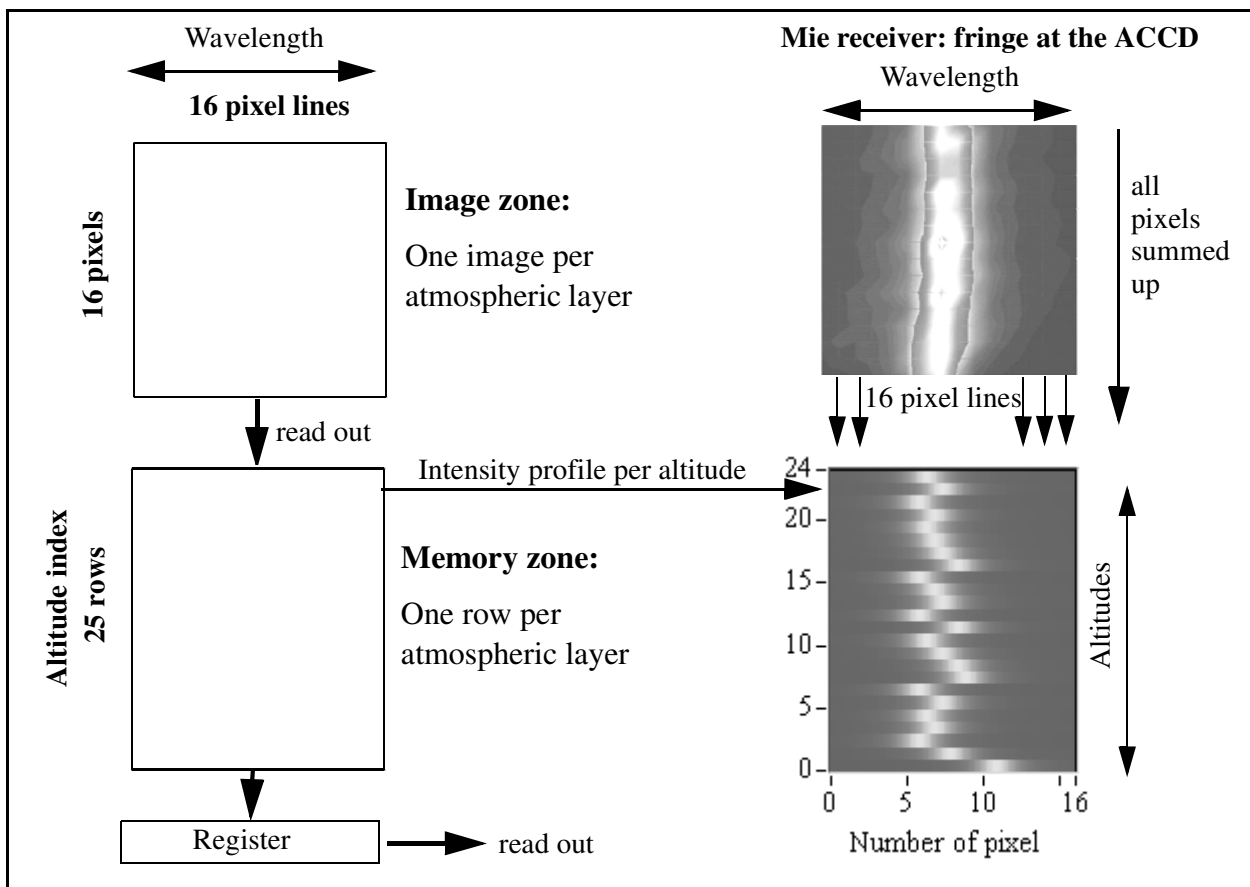 Wavelength
16 pixel lines
16 pixels
Image zone:
One image per
atmospheric layer
read out
Altitude index
25 rows
Memory zone:
One row per
atmospheric layer
Register
read out
Mie receiver: fringe at the ACCD
Wavelength
all
pixels
summed
up
16 pixel lines
Intensity profile per altitude
24
20
15
10
5
0
0 5 10 16
Number of pixel
Altitudes